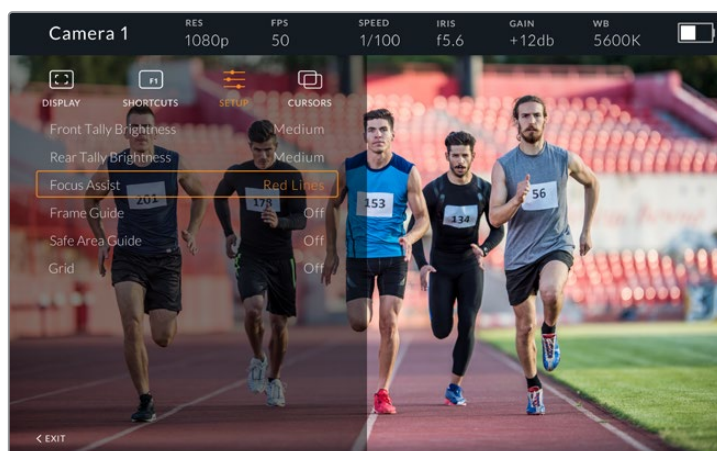 Camera 1
RES
1080p
FPS
50
SPEED
1/100
IRIS
f5.6
GAIN
+12db
WB
5600K
F1
DISPLAY
SHORTCUTS
SETUP
CURSORS
Front Tally Brightness Medium
Rear Tally Brightness Medium
Focus Assist Red Lines
Frame Guide Off
Safe Area Guide Off
Grid Off
201
178
153
134
56
< EXIT